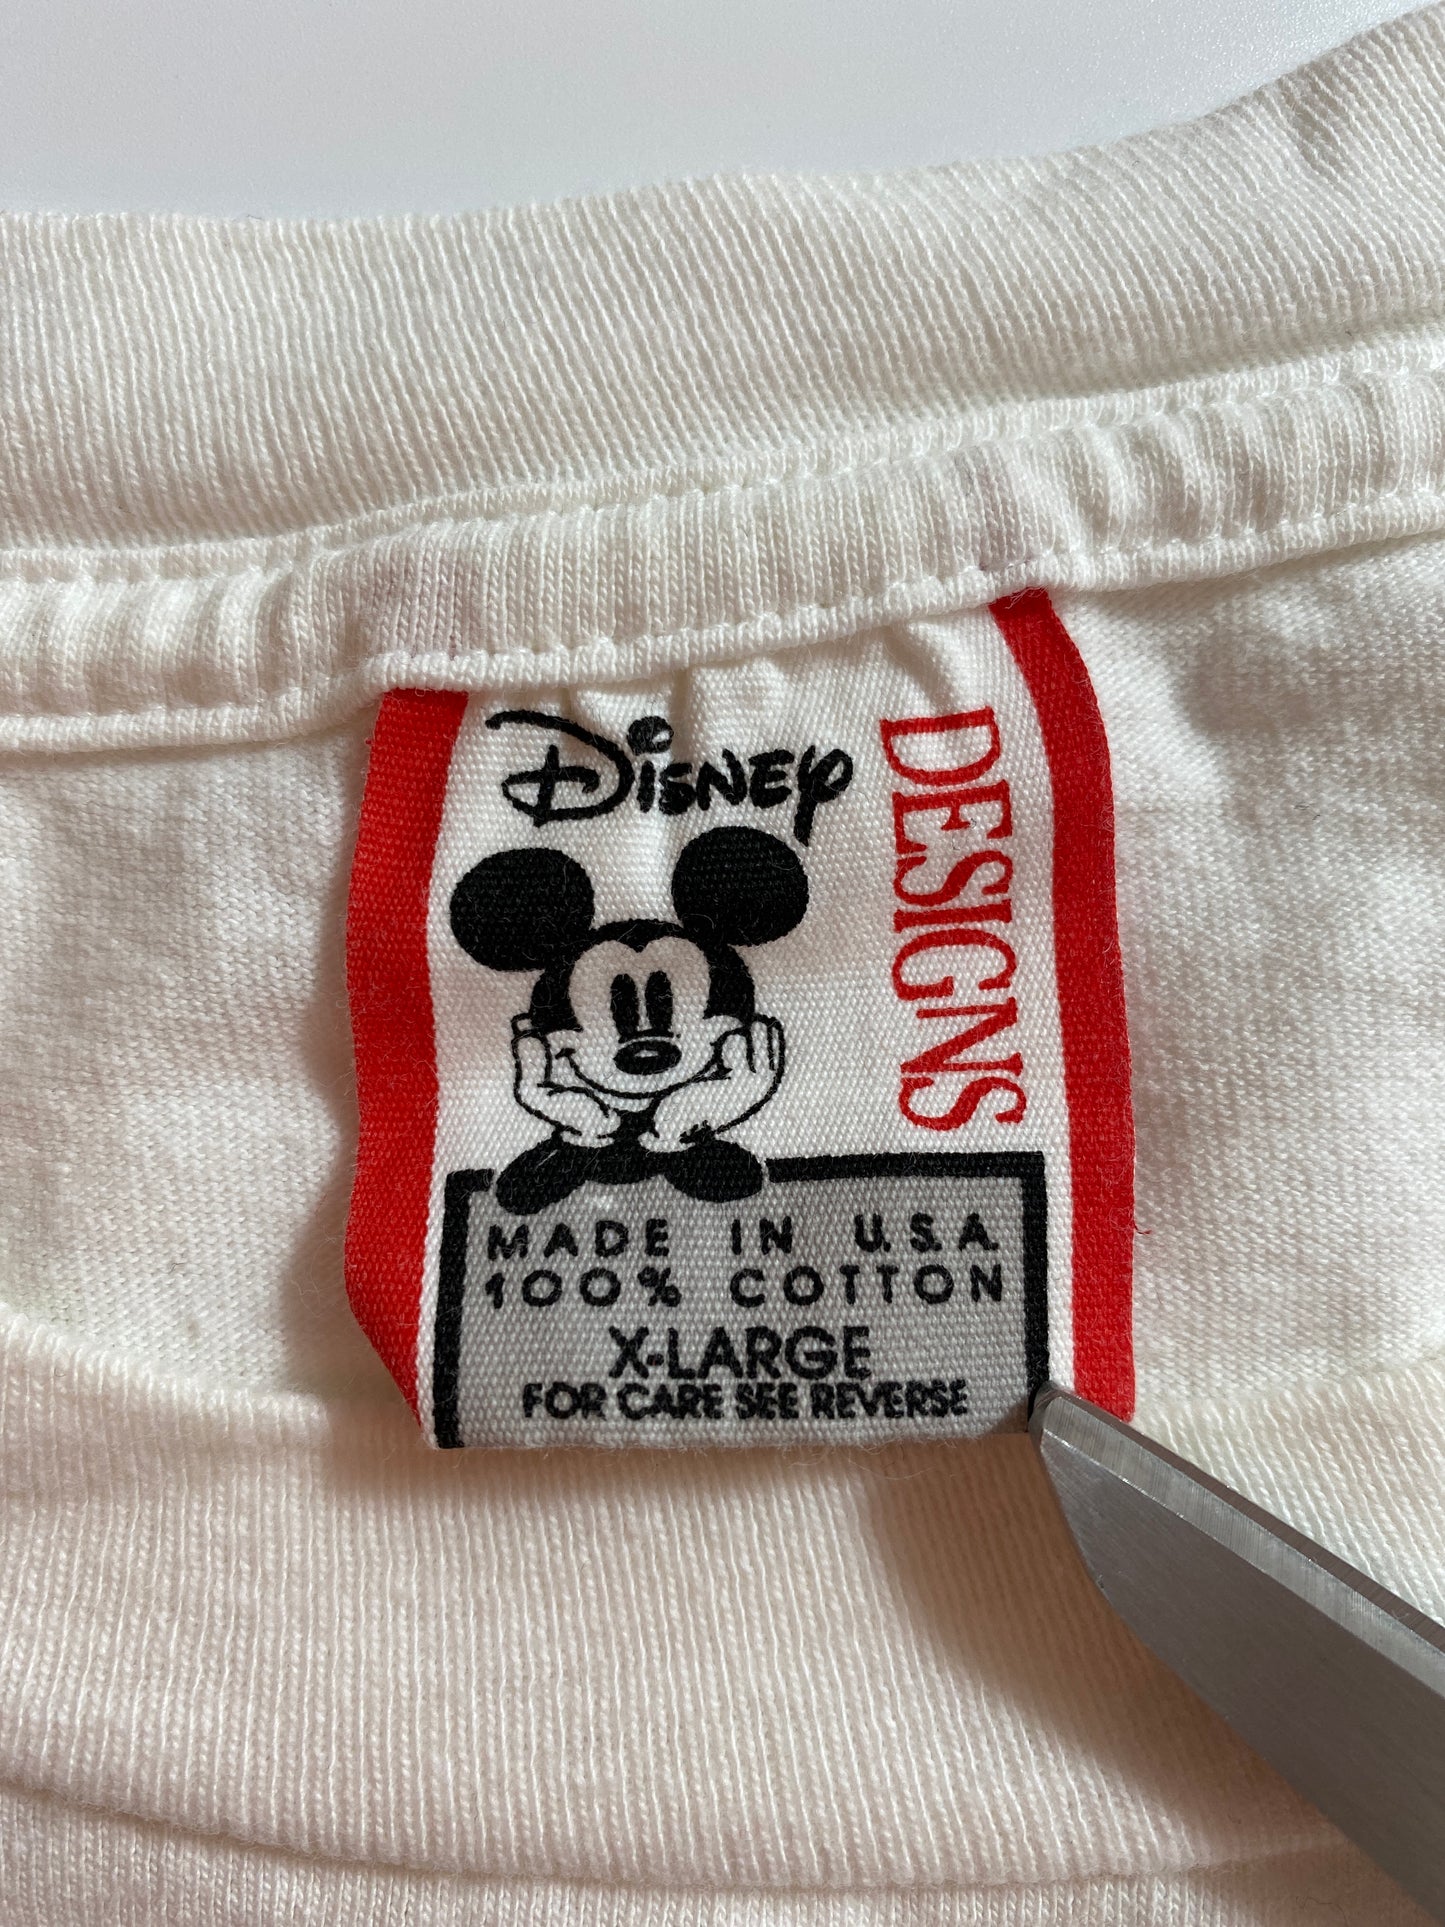 Disney
DESIGNS
MADE IN U.S.A.
100% COTTON
X-LARGE
FOR CARE SEE REVERSE